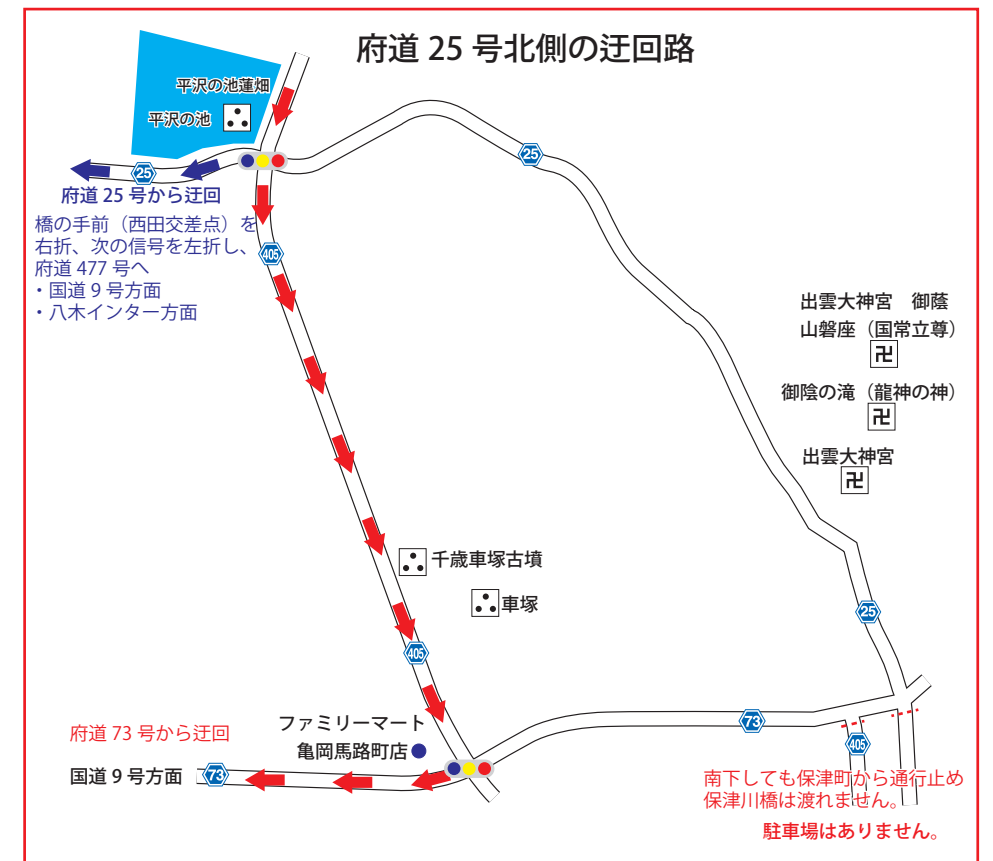 府道 25 号北側の迂回路
平沢の池蓮畑
平沢の池
25
25
府道 25 号から迂回
橋の手前（西田交差点）を
右折、次の信号を左折し、
府道 477 号へ
・国道 9 号方面
・八木インター方面
405
出雲大神宮　御蔭
山磐座（国常立尊）
卍
御陰の滝（龍神の神）
卍
出雲大神宮
卍
千歳車塚古墳
車塚
25
405
ファミリーマート
亀岡馬路町店
府道 73 号から迂回
国道 9 号方面
73
73
405
南下しても保津町から通行止め
保津川橋は渡れません。
駐車場はありません。